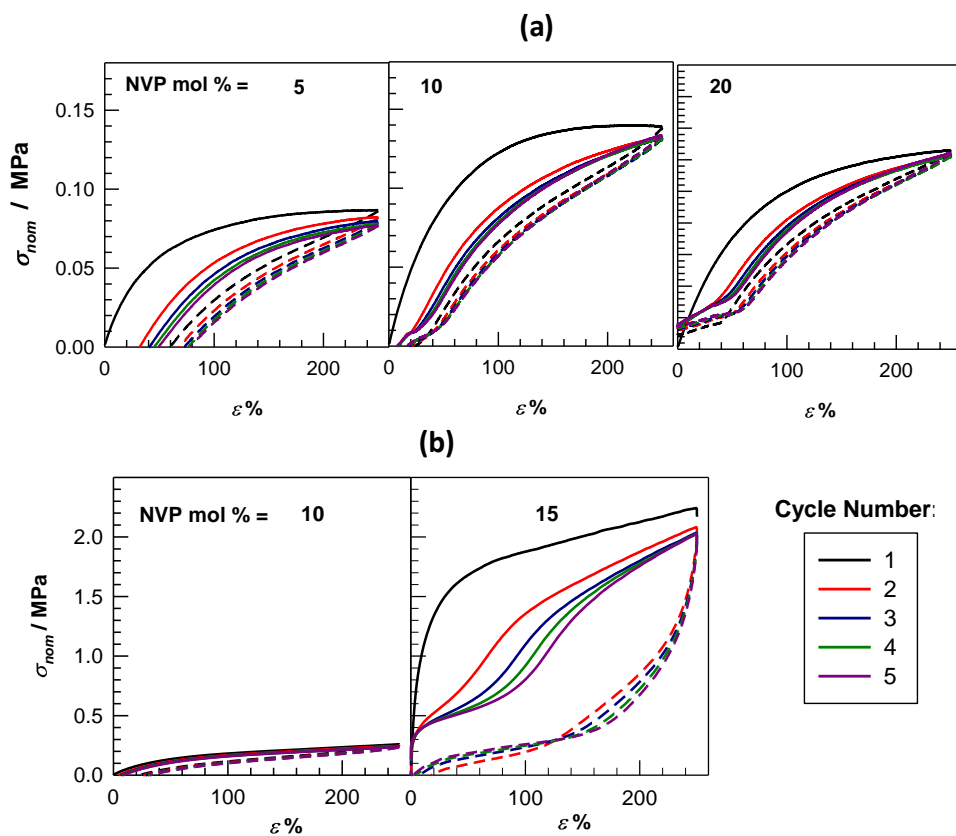 (a)
NVP mol % = 5
10
20
0.15
0.10
0.05
0.00
σnom / MPa
0 100 200
0 100 200
0 100 200
ε%
ε%
ε%
(b)
NVP mol % = 10
15
2.0
1.5
1.0
0.5
0.0
σnom / MPa
0 100 200
100 200
ε%
ε%
Cycle Number:
1
2
3
4
5